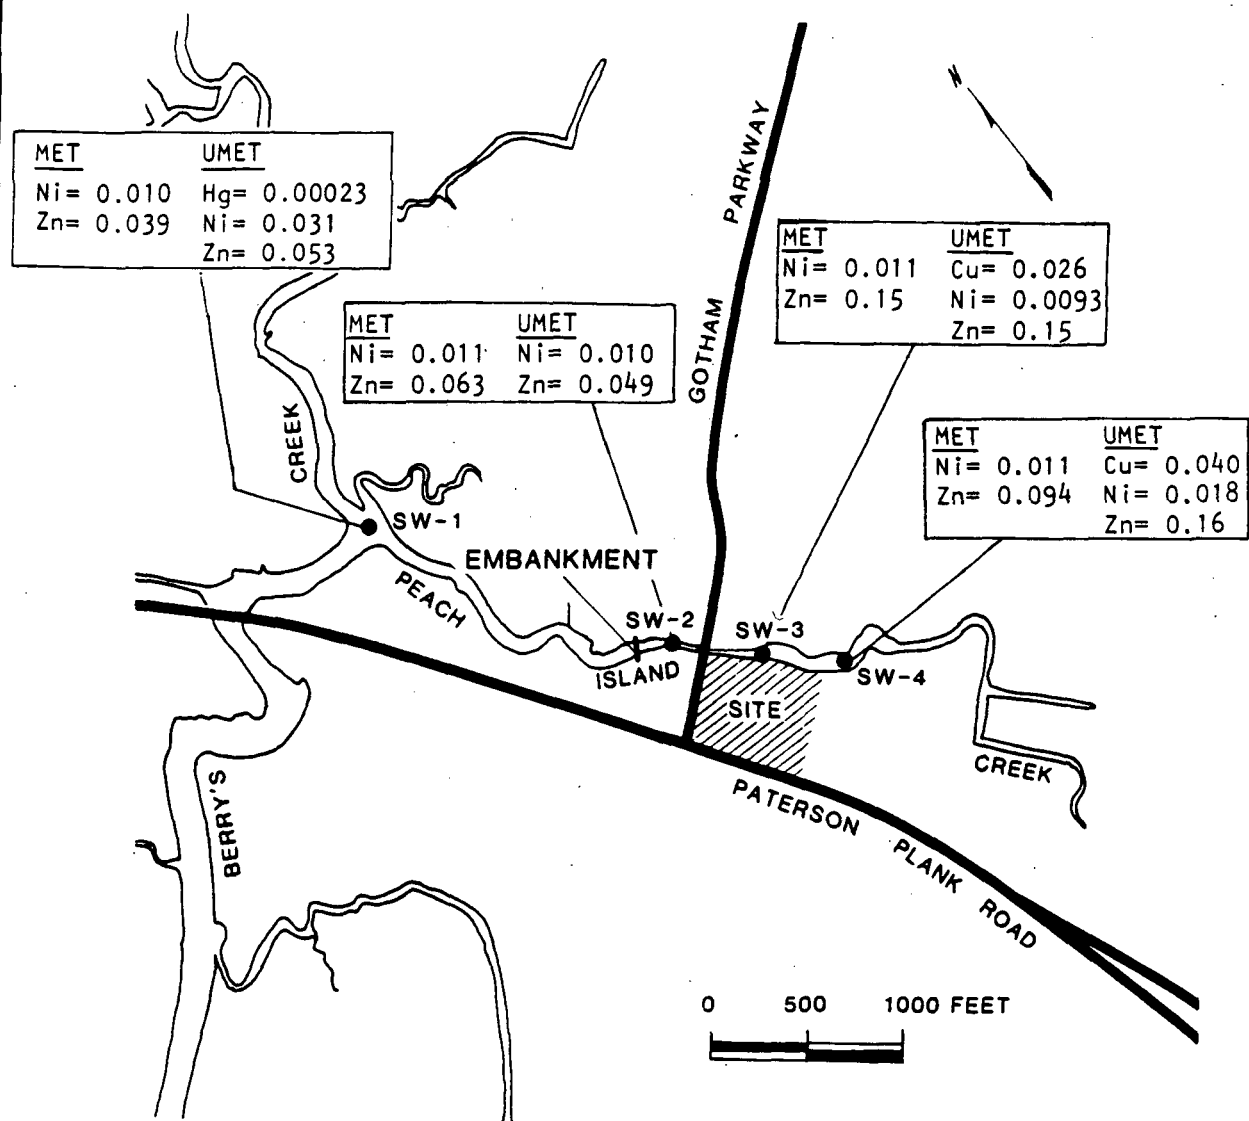 N
MET UMET
Ni= 0.010 Hg= 0.00023
Zn= 0.039 Ni= 0.031
Zn= 0.053
MET UMET
Ni= 0.011 Cu= 0.026
Zn= 0.15 Ni= 0.0093
Zn= 0.15
MET UMET
Ni= 0.011 Ni= 0.010
Zn= 0.063 Zn= 0.049
MET UMET
Ni= 0.011 Cu= 0.040
Zn= 0.094 Ni= 0.018
Zn= 0.16
GOTHAM PARKWAY
CREEK
SW-1
EMBANKMENT
PEACH
SW-2
SW-3
ISLAND
SW-4
SITE
CREEK
BERRY'S
PATERSON PLANK ROAD
0 500 1000 FEET